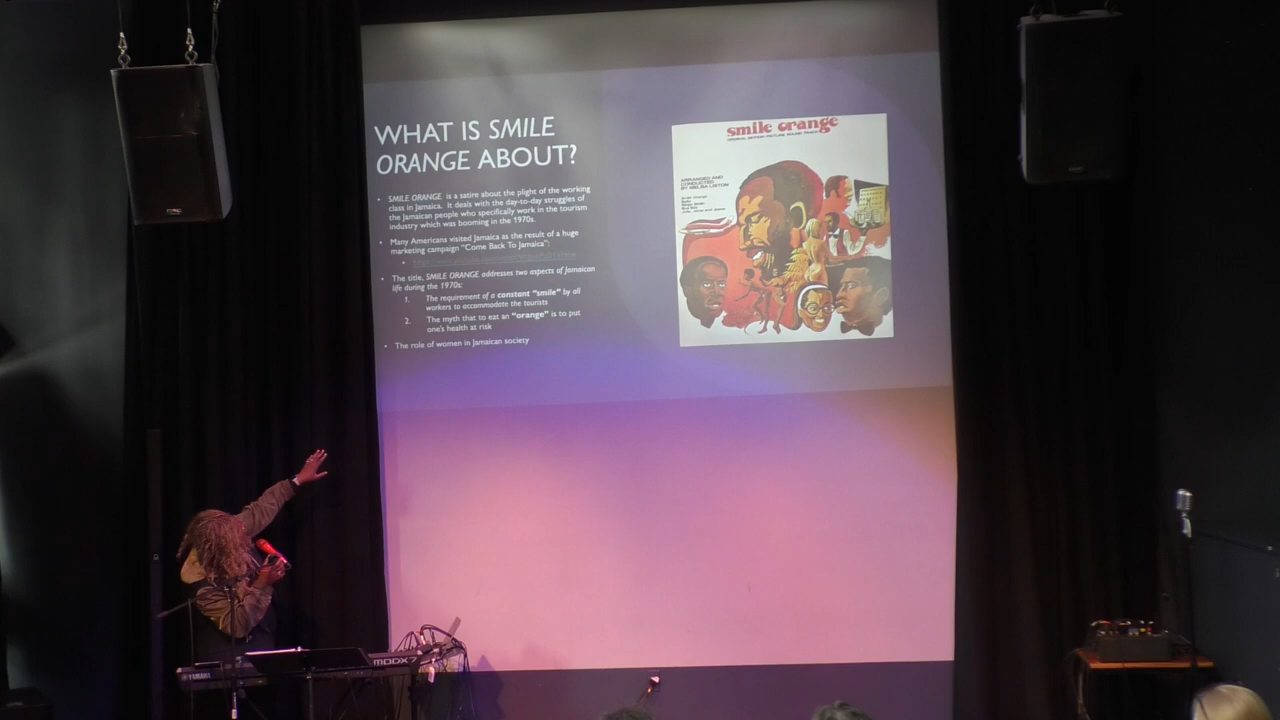 WHAT IS SMILE
ORANGE ABOUT?
• SMILE ORANGE is a satire about the plight of the working
class in Jamaica. It deals with the day-to-day struggles of
the Jamaican people who specifically work in the tourism
industry which was booming in the 1970s.
• Many Americans visited Jamaica as the result of a huge
marketing campaign "Come Back To Jamaica":
• The title, SMILE ORANGE addresses two aspects of Jamaican
life during the 1970s:
1. The requirement of a constant "smile" by all
workers to accommodate the tourists
2. The myth that to eat an "orange" is to put
one's health at risk
• The role of women in Jamaican society
smile orange
ORIGINAL MOTION PICTURE SOUND TRACK
ARRANGED AND
CONDUCTED
BY MELBA LISTON
YAMAHA
MODX7